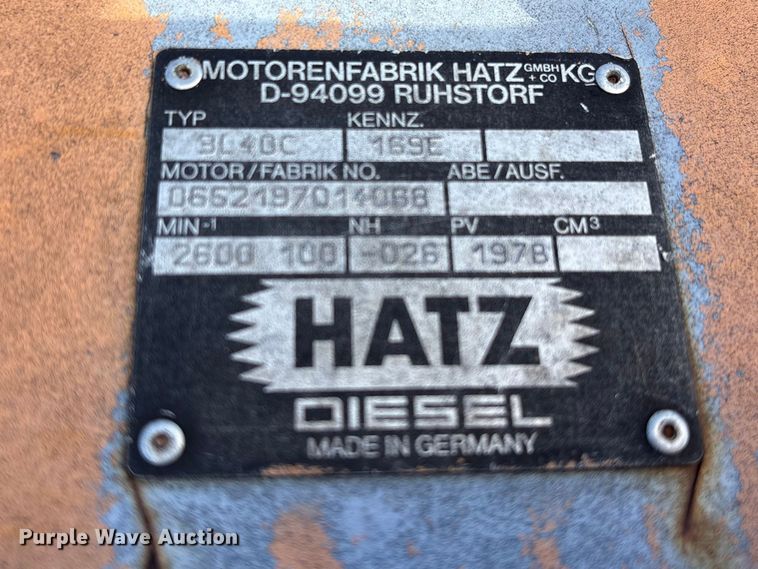 MOTORENFABRIK HATZ GMBH + CO KG
D-94099 RUHSTORF
TYP KENNZ.
3L40C 169E
MOTOR/FABRIK NO. ABE/AUSF.
MIN-1 NH PV CM3
2600 100 -026 1978
HATZ
DIESEL
MADE IN GERMANY
Purple Wave Auction